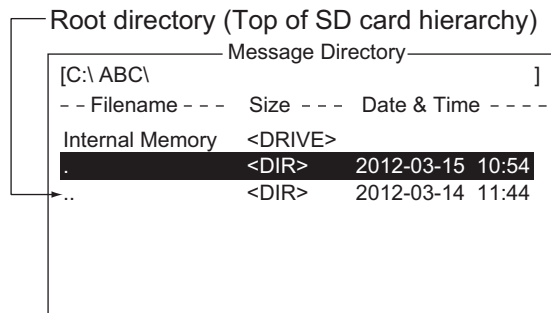 Root directory (Top of SD card hierarchy)
Message Directory
[C:\ ABC\ ]
- - Filename - - - Size - - - Date & Time - - - -
Internal Memory <DRIVE>
. <DIR> 2012-03-15 10:54
.. <DIR> 2012-03-14 11:44